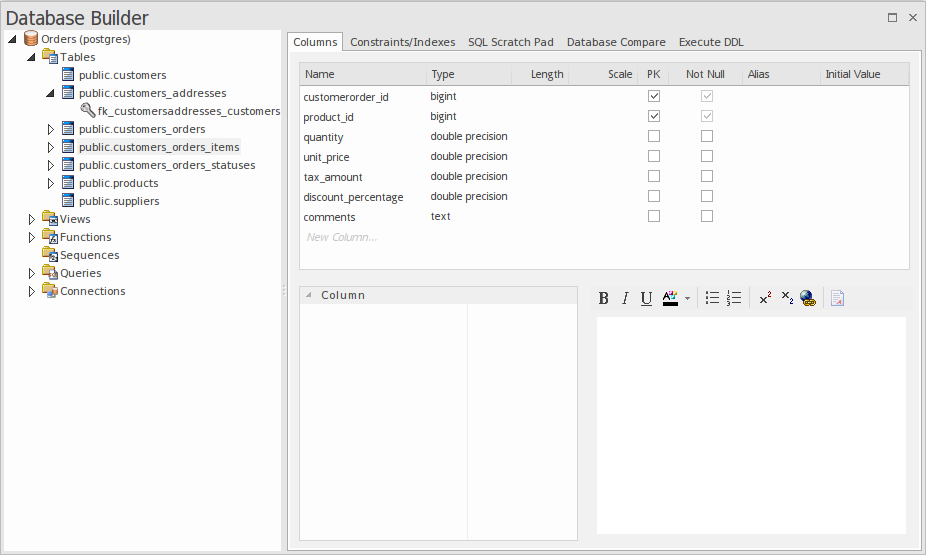 Database Builder
Orders (postgres)
Tables
public.customers
public.customers_addresses
fk_customersaddresses_customers
public.customers_orders
public.customers_orders_items
public.customers_orders_statuses
public.products
public.suppliers
Views
Functions
Sequences
Queries
Connections
Columns Constraints/Indexes SQL Scratch Pad Database Compare Execute DDL
Name Type Length Scale PK Not Null Alias Initial Value
customerorder_id bigint
product_id bigint
quantity double precision
unit_price double precision
tax_amount double precision
discount_percentage double precision
comments text
New Column...
Column
B I U A x² x₂